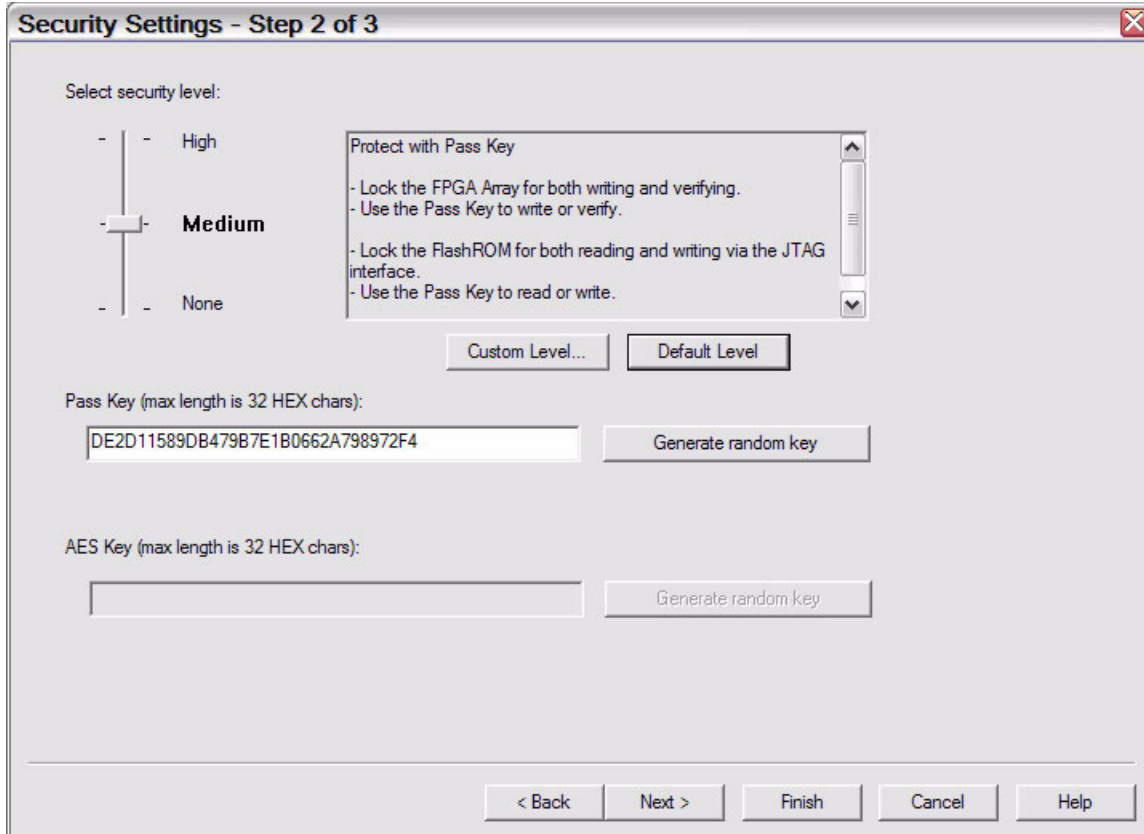 Security Settings - Step 2 of 3
Select security level:
High
Medium
None
Protect with Pass Key
- Lock the FPGA Array for both writing and verifying.
- Use the Pass Key to write or verify.
- Lock the FlashROM for both reading and writing via the JTAG
interface.
- Use the Pass Key to read or write.
Custom Level...
Default Level
Pass Key (max length is 32 HEX chars):
DE2D11589DB479B7E1B0662A798972F4
Generate random key
AES Key (max length is 32 HEX chars):
Generate random key
< Back
Next >
Finish
Cancel
Help